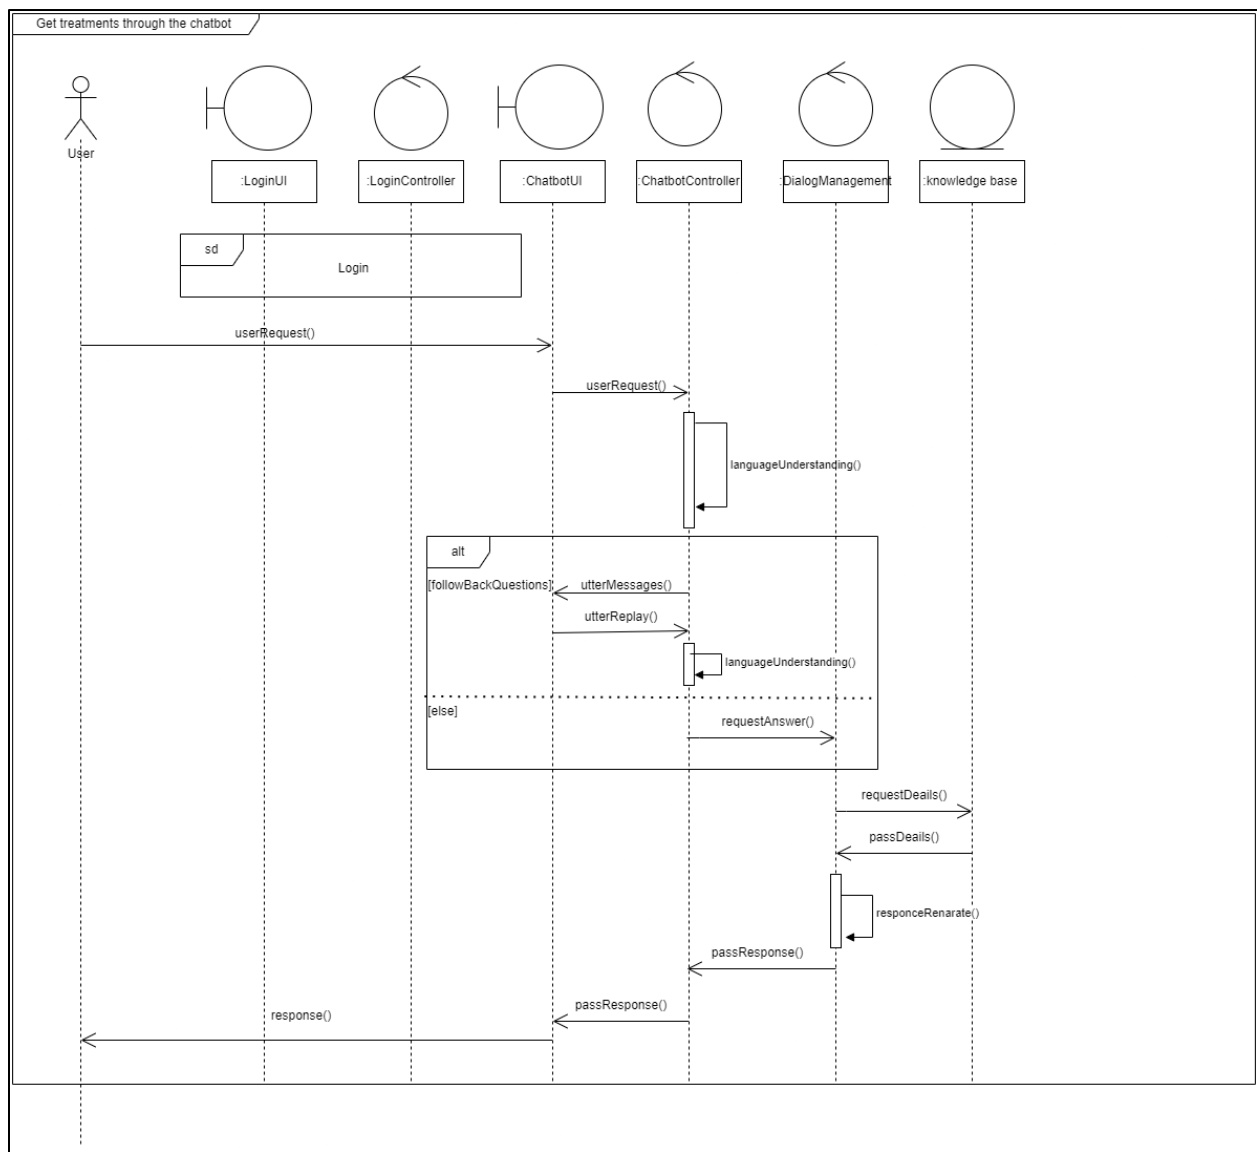 Get treatments through the chatbot
User
:LoginUI
:LoginController
:ChatbotUI
:ChatbotController
:DialogManagement
:knowledge base
sd
Login
userRequest()
userRequest()
languageUnderstanding()
alt
[followBackQuestions]
utterMessages()
utterReplay()
languageUnderstanding()
[else]
requestAnswer()
requestDeails()
passDeails()
responceRenarate()
passResponse()
passResponse()
response()